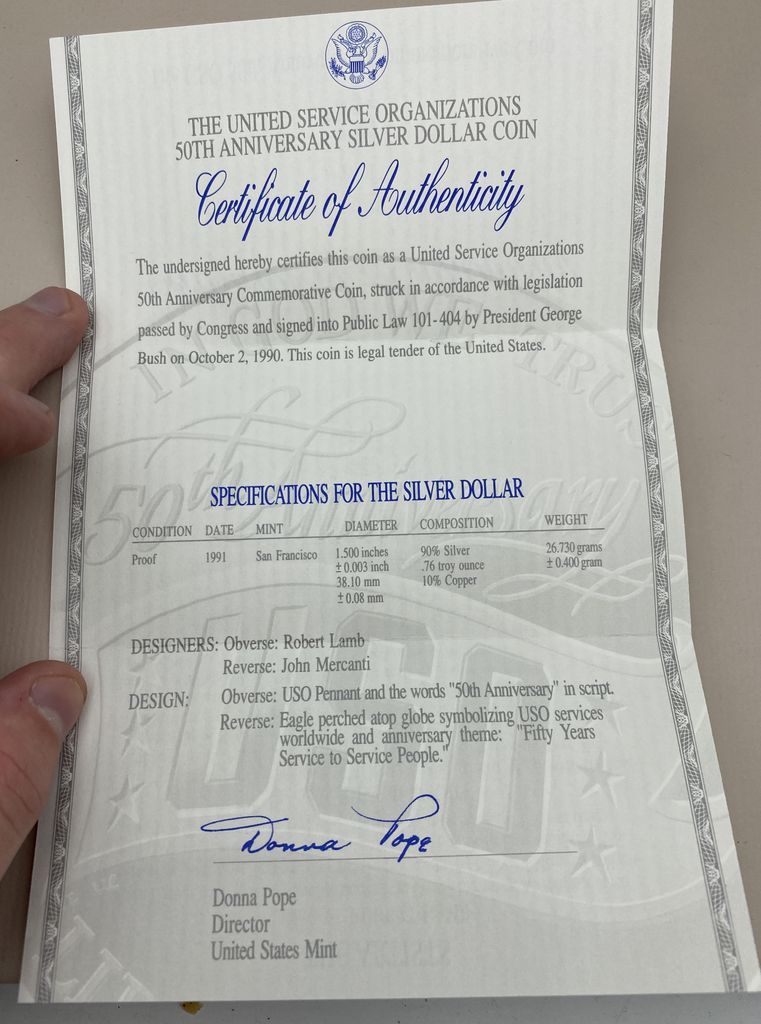 THE UNITED SERVICE ORGANIZATIONS
50TH ANNIVERSARY SILVER DOLLAR COIN
Certificate of Authenticity
The undersigned hereby certifies this coin as a United Service Organizations
50th Anniversary Commemorative Coin, struck in accordance with legislation
passed by Congress and signed into Public Law 101-404 by President George
Bush on October 2, 1990. This coin is legal tender of the United States.
IN GOD WE TRUST
50th Anniversary
SPECIFICATIONS FOR THE SILVER DOLLAR
CONDITION DATE MINT DIAMETER COMPOSITION WEIGHT
Proof 1991 San Francisco 1.500 inches 90% Silver 26.730 grams
± 0.003 inch .76 troy ounce ± 0.400 gram
38.10 mm 10% Copper
± 0.08 mm
USO
DESIGNERS: Obverse: Robert Lamb
Reverse: John Mercanti
DESIGN: Obverse: USO Pennant and the words "50th Anniversary" in script.
Reverse: Eagle perched atop globe symbolizing USO services
worldwide and anniversary theme: "Fifty Years
Service to Service People."
Donna Pope
Donna Pope
Director
United States Mint